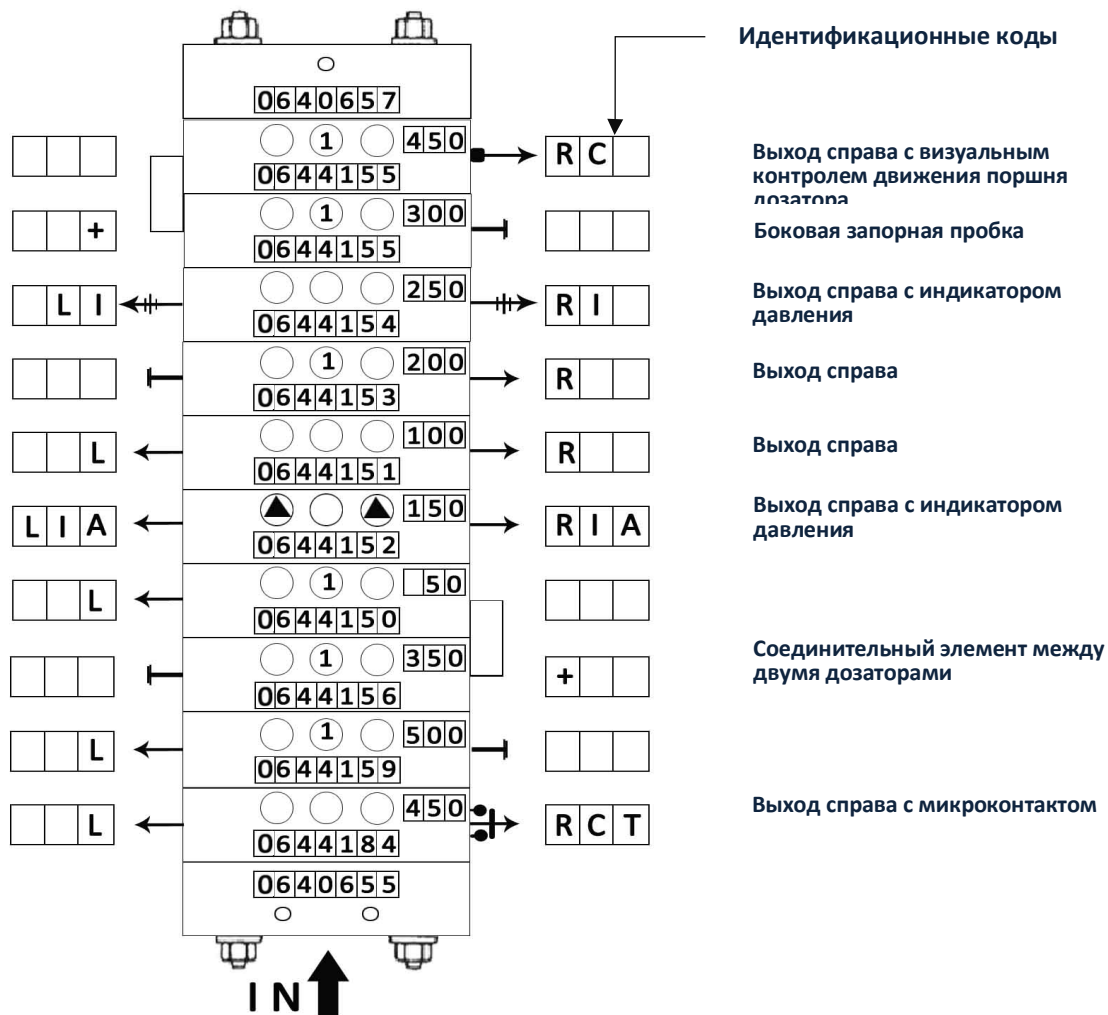 Идентификационные коды
0640657
1 450
R C
Выход справа с визуальным
контролем движения поршня
дозатора
0644155
+
1 300
Боковая запорная пробка
0644155
L I
250
R I
Выход справа с индикатором
давления
0644154
1 200
R
Выход справа
0644153
L
100
R
Выход справа
0644151
L I A
150
R I A
Выход справа с индикатором
давления
0644152
L
1 50
0644150
1 350
+
Соединительный элемент между
двумя дозаторами
0644156
L
1 500
0644159
L
450
R C T
Выход справа с микроконтактом
0644184
0640655
IN